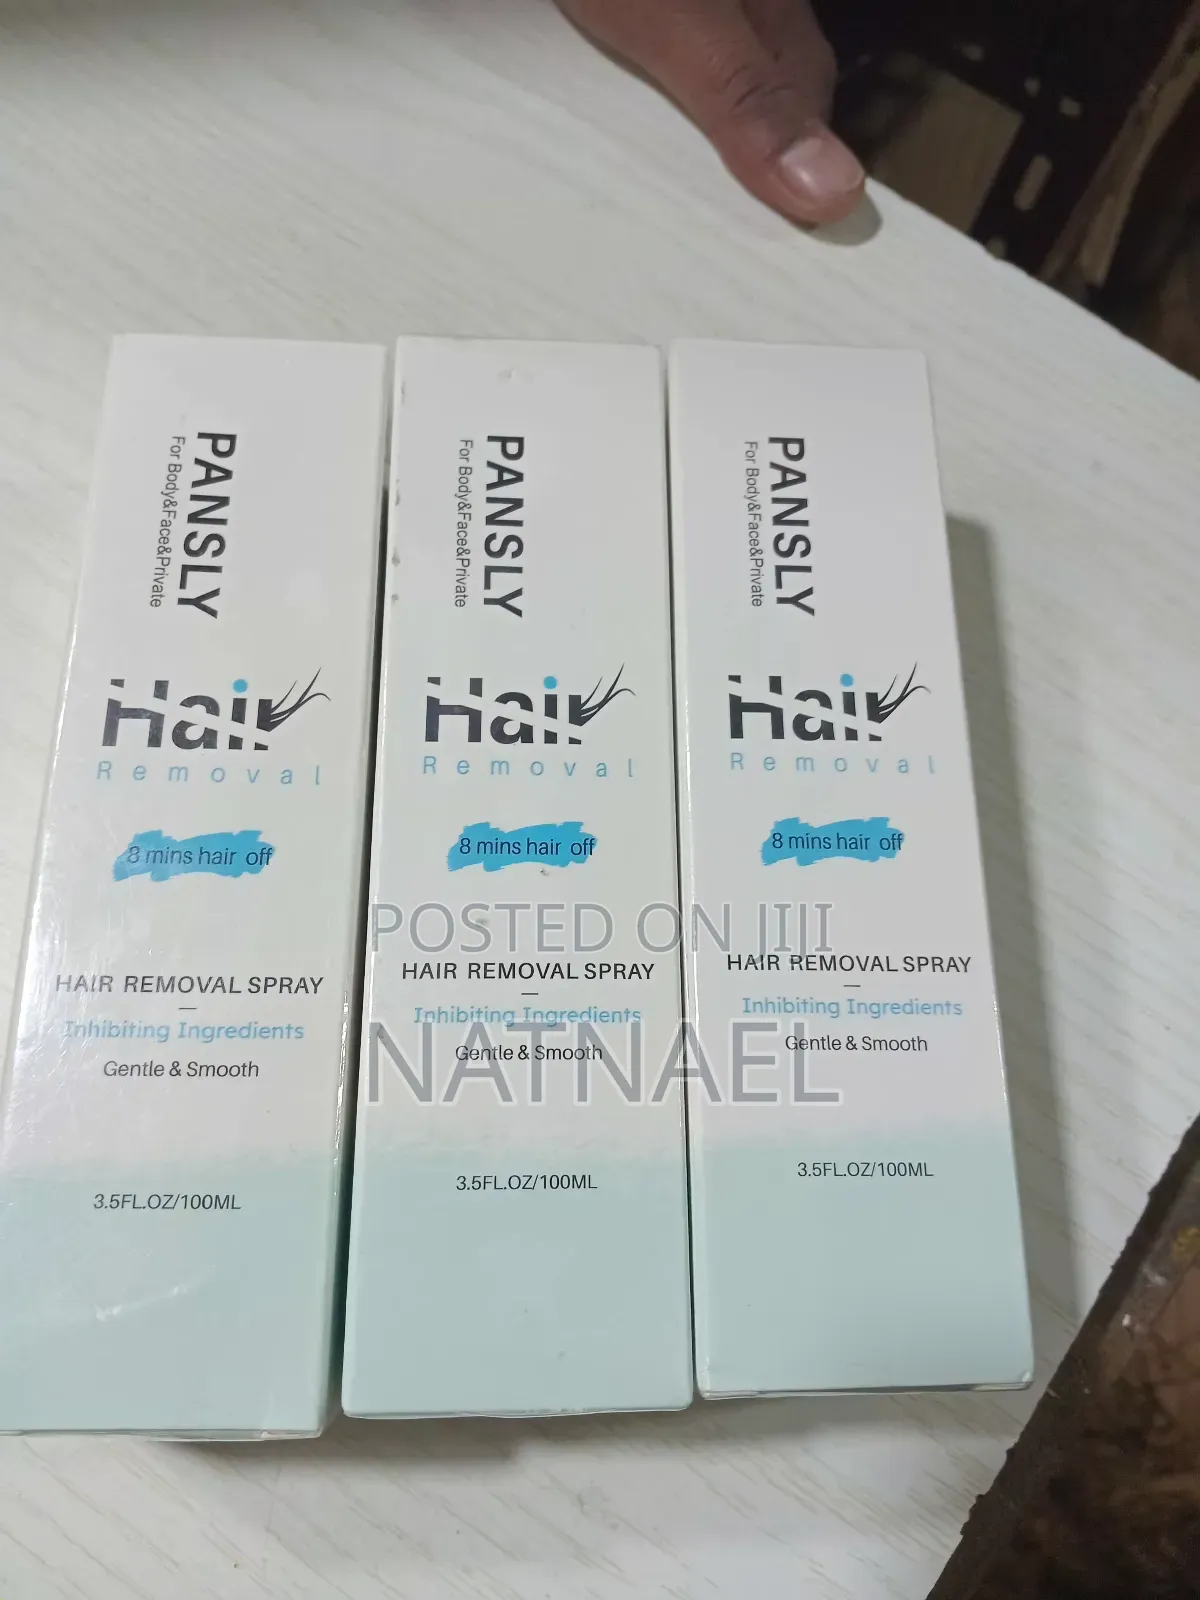 PANSLY
For Body&Face&Private
Hair
Removal
8 mins hair off
HAIR REMOVAL SPRAY
Inhibiting Ingredients
Gentle & Smooth
3.5FL.OZ/100ML
PANSLY
For Body&Face&Private
Hair
Removal
8 mins hair off
HAIR REMOVAL SPRAY
Inhibiting Ingredients
Gentle & Smooth
3.5FL.OZ/100ML
PANSLY
For Body&Face&Private
Hair
Removal
8 mins hair off
HAIR REMOVAL SPRAY
Inhibiting Ingredients
Gentle & Smooth
3.5FL.OZ/100ML
POSTED ON JIJI
NATNAEL